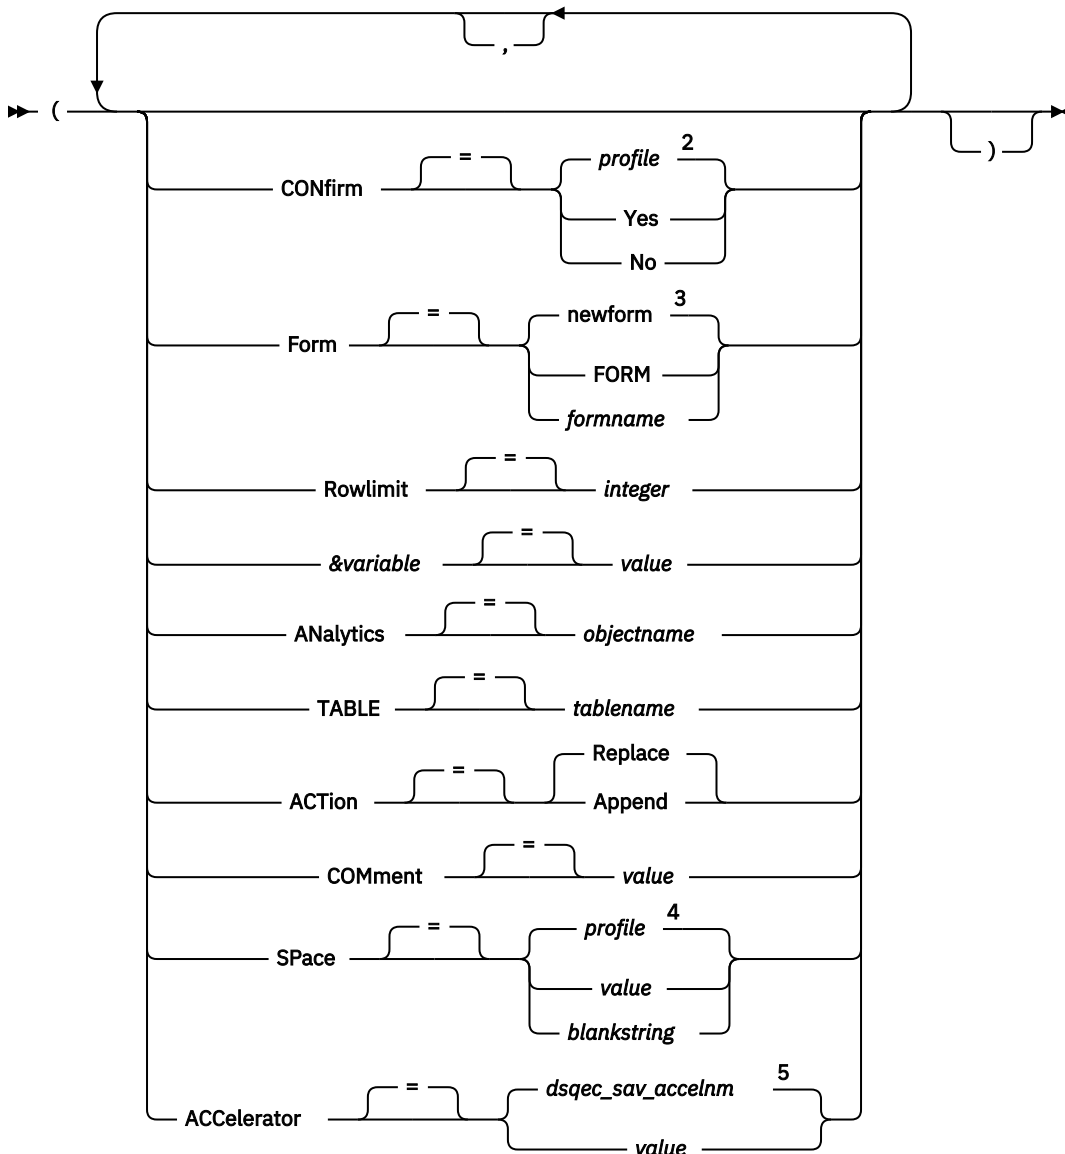 ,
(
)
=
profile 2
CONfirm
Yes
No
=
newform 3
Form
FORM
formname
=
Rowlimit integer
=
&variable value
=
ANalytics objectname
=
TABLE tablename
Replace
=
ACTion Append
=
COMment value
=
profile 4
SPace
value
blankstring
=
dsqec_sav_accelnm 5
ACCelerator
value